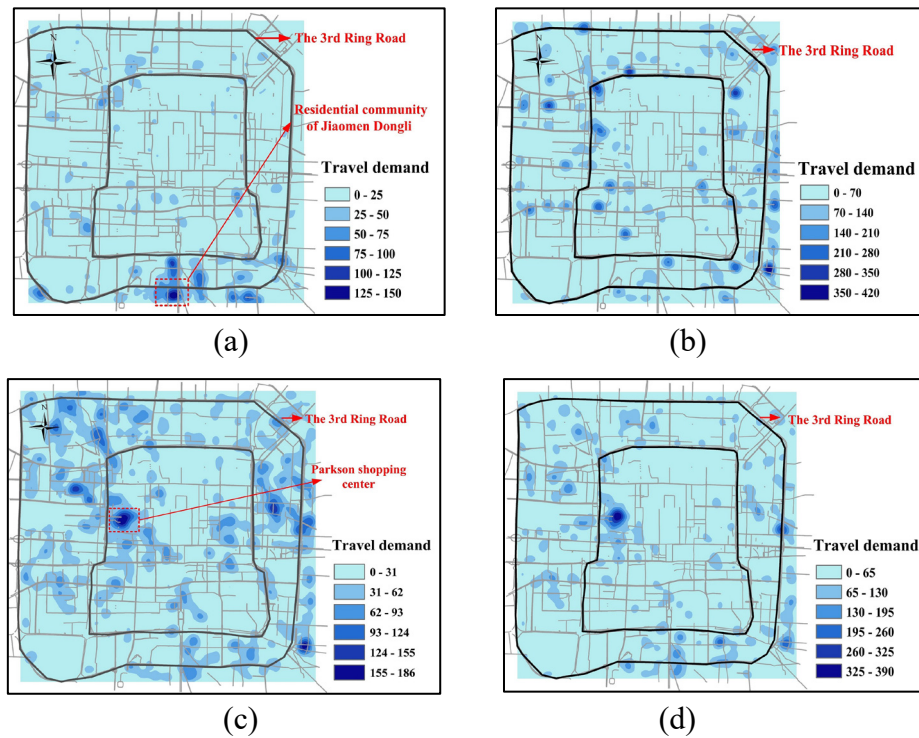 N
The 3rd Ring Road
Residential community
of Jiaomen Dongli
Travel demand
0 - 25
25 - 50
50 - 75
75 - 100
100 - 125
125 - 150
(a)
N
The 3rd Ring Road
Travel demand
0 - 70
70 - 140
140 - 210
210 - 280
280 - 350
350 - 420
(b)
N
The 3rd Ring Road
Parkson shopping
center
Travel demand
0 - 31
31 - 62
62 - 93
93 - 124
124 - 155
155 - 186
(c)
N
The 3rd Ring Road
Travel demand
0 - 65
65 - 130
130 - 195
195 - 260
260 - 325
325 - 390
(d)